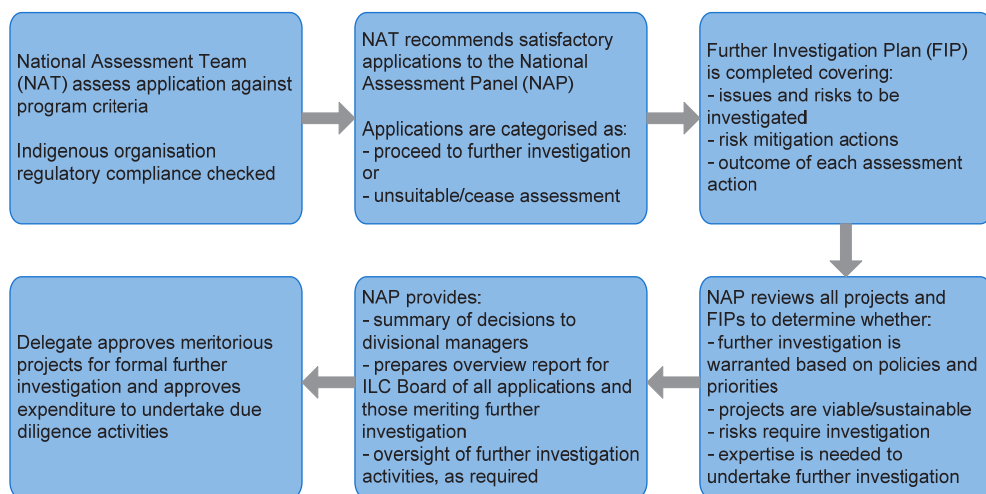 National Assessment Team
(NAT) assess application against
program criteria
Indigenous organisation
regulatory compliance checked
NAT recommends satisfactory
applications to the National
Assessment Panel (NAP)
Applications are categorised as:
- proceed to further investigation
or
- unsuitable/cease assessment
Further Investigation Plan (FIP)
is completed covering:
- issues and risks to be
investigated
- risk mitigation actions
- outcome of each assessment
action
NAP reviews all projects and
FIPs to determine whether:
- further investigation is
warranted based on policies and
priorities
- projects are viable/sustainable
- risks require investigation
- expertise is needed to
undertake further investigation
NAP provides:
- summary of decisions to
divisional managers
- prepares overview report for
ILC Board of all applications and
those meriting further
investigation
- oversight of further investigation
activities, as required
Delegate approves meritorious
projects for formal further
investigation and approves
expenditure to undertake due
diligence activities